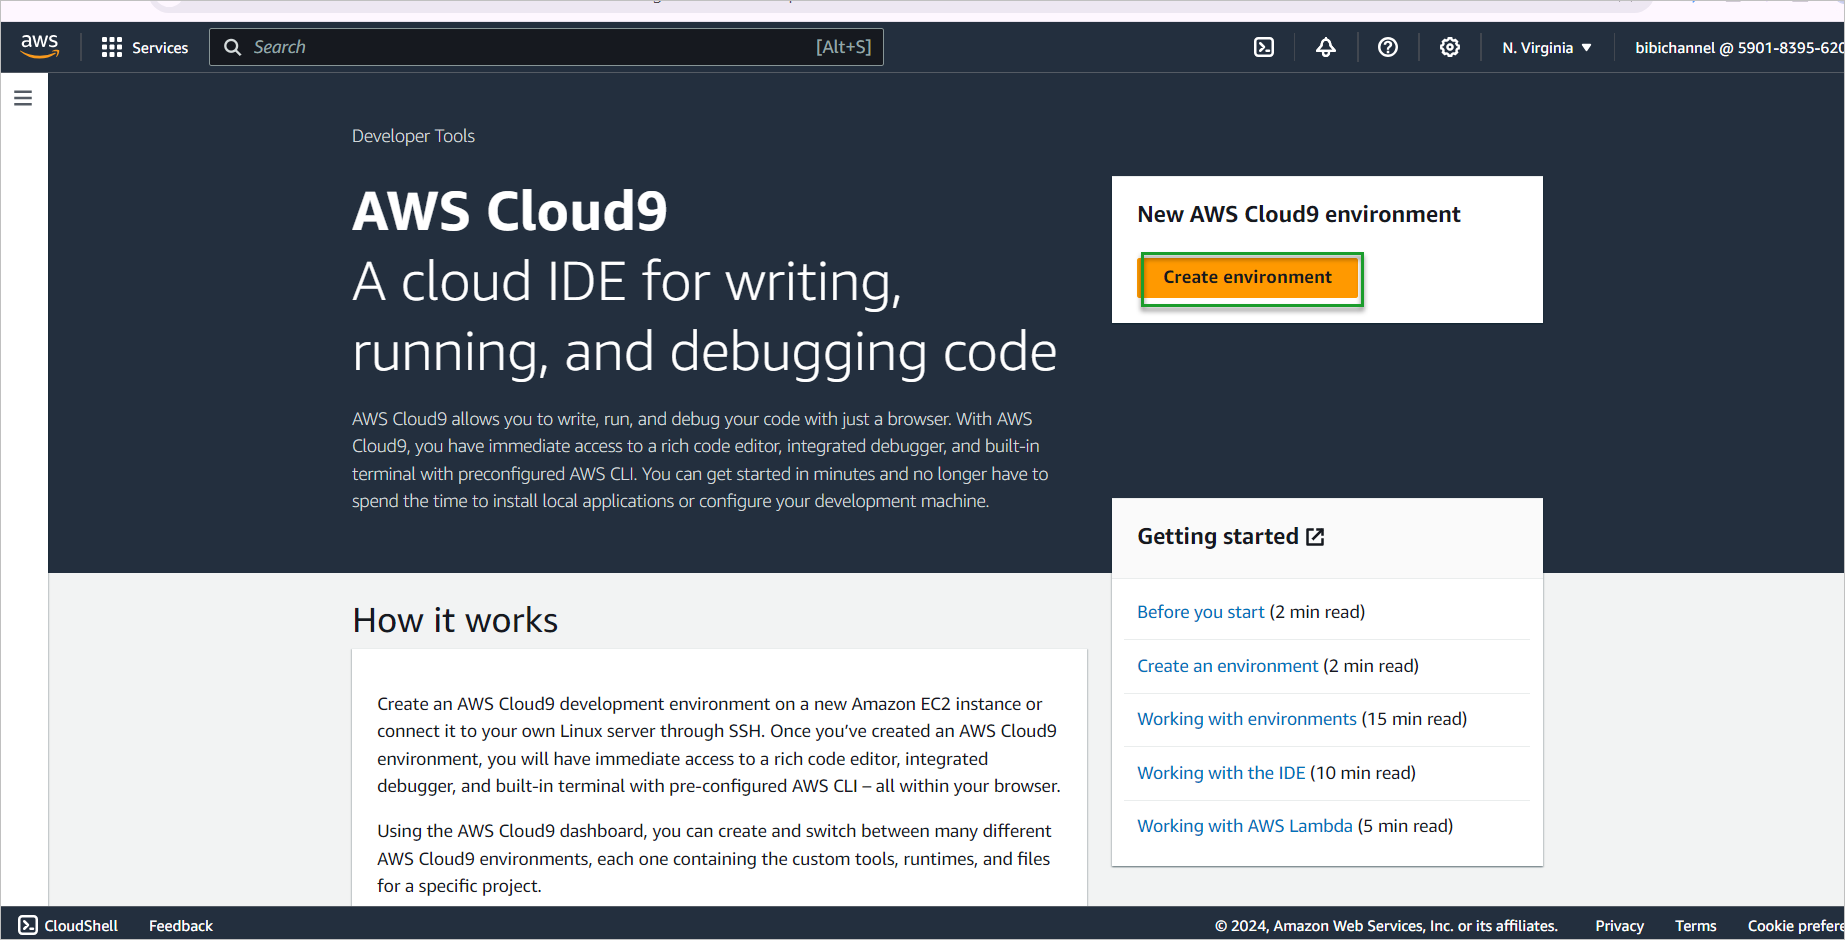 aws
Services
Search
[Alt+S]
N. Virginia
bibichannel @ 5901-8395-620
Developer Tools
AWS Cloud9
A cloud IDE for writing,
running, and debugging code
AWS Cloud9 allows you to write, run, and debug your code with just a browser. With AWS
Cloud9, you have immediate access to a rich code editor, integrated debugger, and built-in
terminal with preconfigured AWS CLI. You can get started in minutes and no longer have to
spend the time to install local applications or configure your development machine.
New AWS Cloud9 environment
Create environment
Getting started
Before you start (2 min read)
Create an environment (2 min read)
Working with environments (15 min read)
Working with the IDE (10 min read)
Working with AWS Lambda (5 min read)
How it works
Create an AWS Cloud9 development environment on a new Amazon EC2 instance or
connect it to your own Linux server through SSH. Once you’ve created an AWS Cloud9
environment, you will have immediate access to a rich code editor, integrated
debugger, and built-in terminal with pre-configured AWS CLI – all within your browser.
Using the AWS Cloud9 dashboard, you can create and switch between many different
AWS Cloud9 environments, each one containing the custom tools, runtimes, and files
for a specific project.
CloudShell
Feedback
© 2024, Amazon Web Services, Inc. or its affiliates.
Privacy
Terms
Cookie prefere